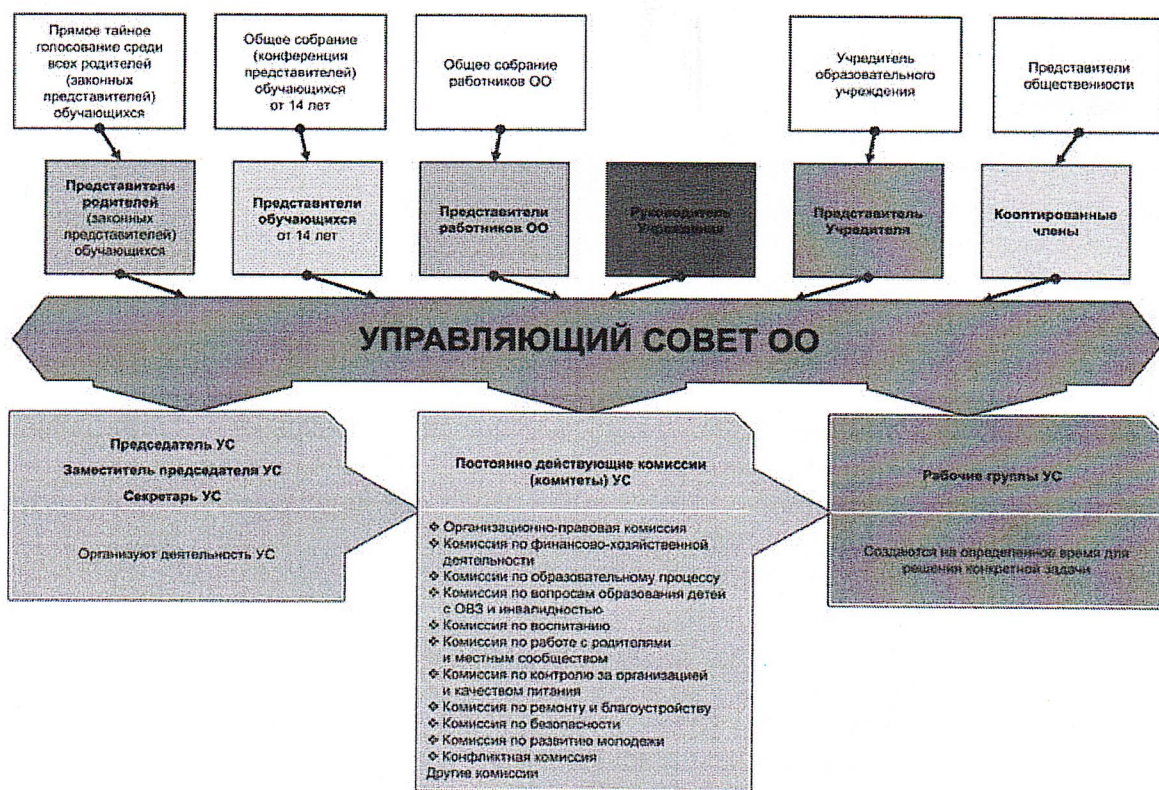 Прямое тайное
голосование среди
всех родителей
(законных
представителей)
обучающихся
Общее собрание
(конференция
представителей)
обучающихся
от 14 лет
Общее собрание
работников ОО
Учредитель
образовательного
учреждения
Представители
общественности
Представители
родителей
(законных
представителей)
обучающихся
Представители
обучающихся
от 14 лет
Представители
работников ОО
Руководитель
Учреждения
Представитель
Учредителя
Кооптированные
члены
УПРАВЛЯЮЩИЙ СОВЕТ ОО
Председатель УС
Заместитель председателя УС
Секретарь УС
Организуют деятельность УС
Постоянно действующие комиссии
(комитеты) УС
❖ Организационно-правовая комиссия
❖ Комиссия по финансово-хозяйственной
деятельности
❖ Комиссии по образовательному процессу
❖ Комиссия по вопросам образования детей
с ОВЗ и инвалидностью
❖ Комиссия по воспитанию
❖ Комиссия по работе с родителями
и местным сообществом
❖ Комиссия по контролю за организацией
и качеством питания
❖ Комиссия по ремонту и благоустройству
❖ Комиссия по безопасности
❖ Комиссия по развитию молодежи
❖ Конфликтная комиссия
Другие комиссии
Рабочие группы УС
Создаются на определенное время для
решения конкретной задачи